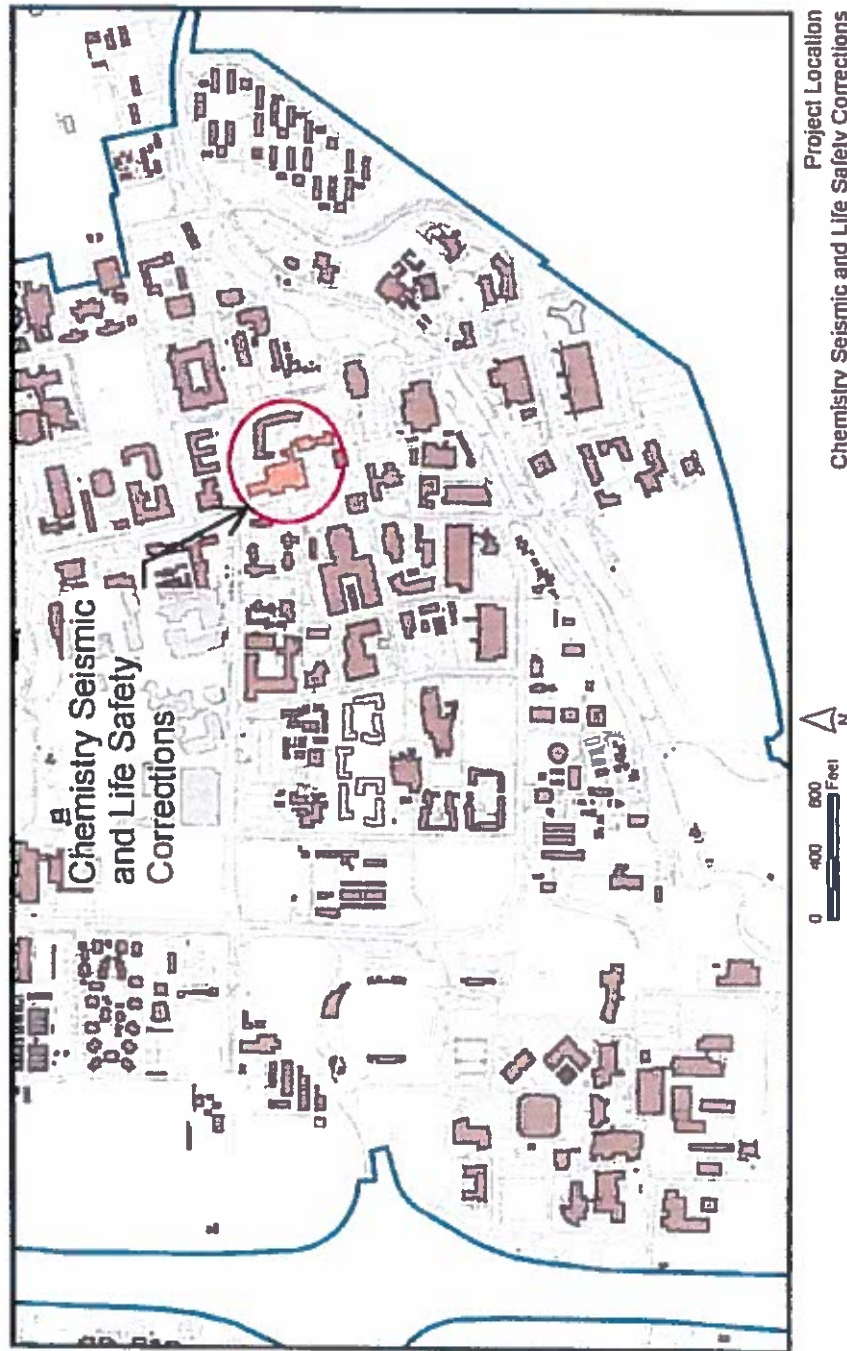 Chemistry Seismic
and Life Safety
Corrections
0 400 800
Feet
N
Project Location
Chemistry Seismic and Life Safety Corrections